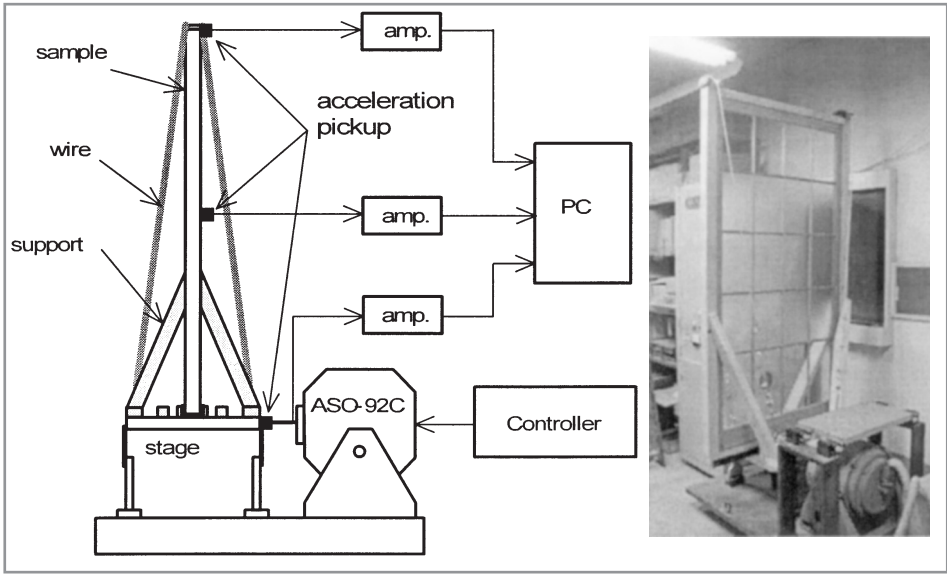 amp.
sample
acceleration
pickup
wire
PC
amp.
support
amp.
ASO-92C
Controller
stage